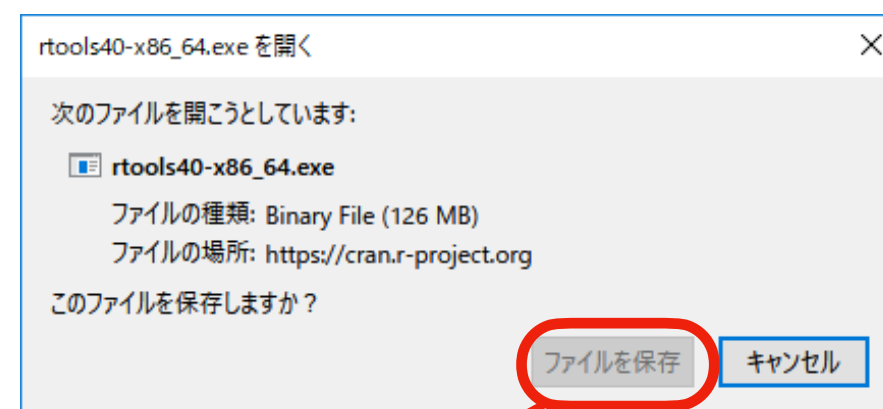 rtools40-x86_64.exe を開く
次のファイルを開こうとしています:
rtools40-x86_64.exe
ファイルの種類: Binary File (126 MB)
ファイルの場所: https://cran.r-project.org
このファイルを保存しますか？
ファイルを保存 キャンセル